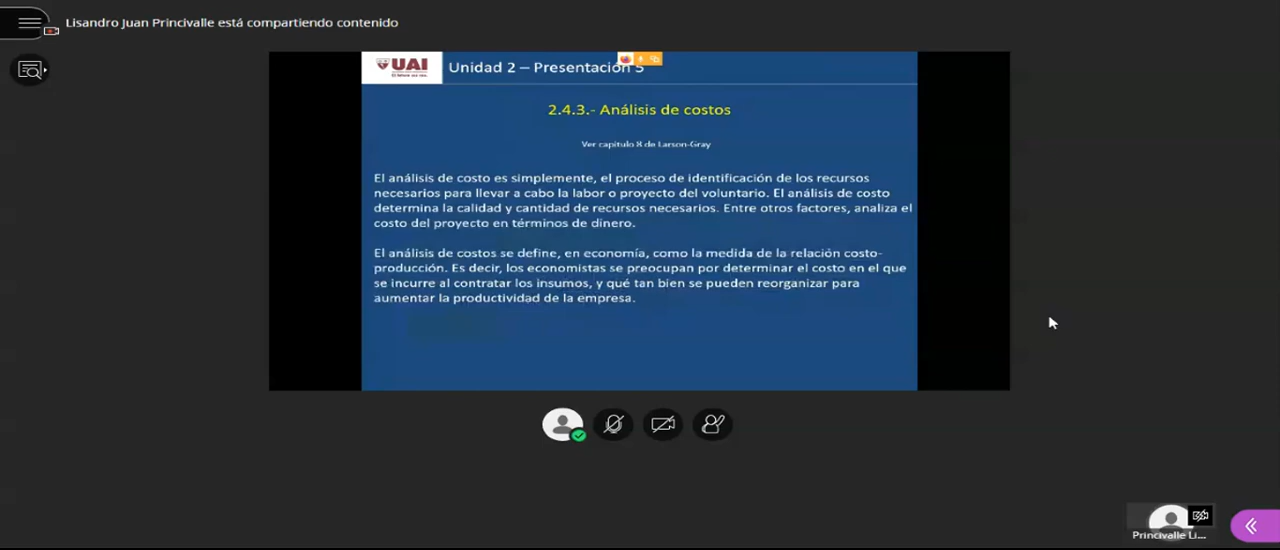 Lisandro Juan Princivalle está compartiendo contenido
UAI
Unidad 2 – Presentación 5
2.4.3.- Análisis de costos
Ver capitulo 8 de Larson-Gray
El análisis de costo es simplemente, el proceso de identificación de los recursos
necesarios para llevar a cabo la labor o proyecto del voluntario. El análisis de costo
determina la calidad y cantidad de recursos necesarios. Entre otros factores, analiza el
costo del proyecto en términos de dinero.
El análisis de costos se define, en economía, como la medida de la relación costo-
producción. Es decir, los economistas se preocupan por determinar el costo en el que
se incurre al contratar los insumos, y qué tan bien se pueden reorganizar para
aumentar la productividad de la empresa.
Princivalle Li...